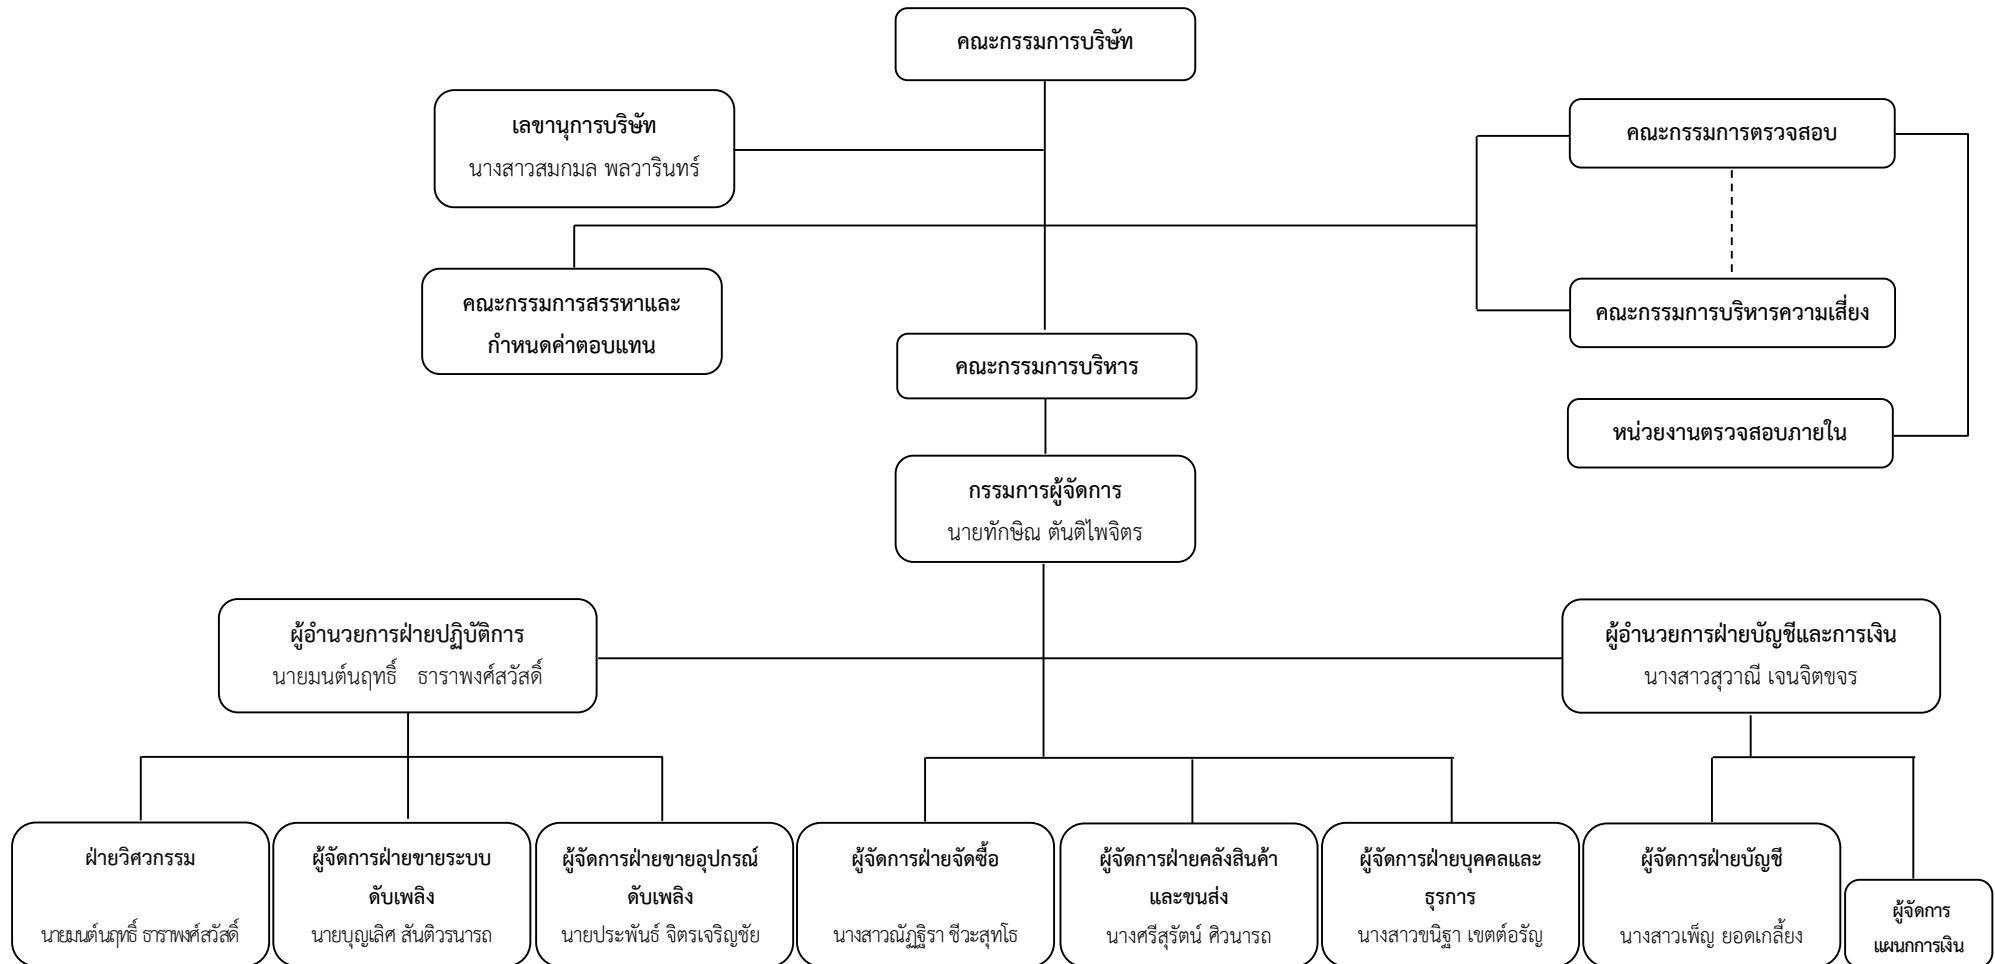 คณะกรรมการบริษัท
เลขานุการบริษัท
นางสาวสมกมล พลวารินทร์
คณะกรรมการตรวจสอบ
คณะกรรมการสรรหาและ
กำหนดค่าตอบแทน
คณะกรรมการบริหารความเสี่ยง
คณะกรรมการบริหาร
หน่วยงานตรวจสอบภายใน
กรรมการผู้จัดการ
นายทักษิณ ตันติไพจิตร
ผู้อำนวยการฝ่ายปฏิบัติการ
นายมนต์นฤทธิ์ ธาราพงศ์สวัสดิ์
ผู้อำนวยการฝ่ายบัญชีและการเงิน
นางสาวสุวาณี เจนจิตขจร
ฝ่ายวิศวกรรม
นายมนต์นฤทธิ์ ธาราพงศ์สวัสดิ์
ผู้จัดการฝ่ายขายระบบ
ดับเพลิง
นายบุญเลิศ สันติวรนารถ
ผู้จัดการฝ่ายขายอุปกรณ์
ดับเพลิง
นายประพันธ์ จิตรเจริญชัย
ผู้จัดการฝ่ายจัดซื้อ
นางสาวณัฏฐิรา ชีวะสุทโธ
ผู้จัดการฝ่ายคลังสินค้า
และขนส่ง
นางศรีสุรัตน์ ศิวนารถ
ผู้จัดการฝ่ายบุคคลและ
ธุรการ
นางสาวขนิฐา เขตต์อรัญ
ผู้จัดการฝ่ายบัญชี
นางสาวเพ็ญ ยอดเกลี้ยง
ผู้จัดการ
แผนกการเงิน